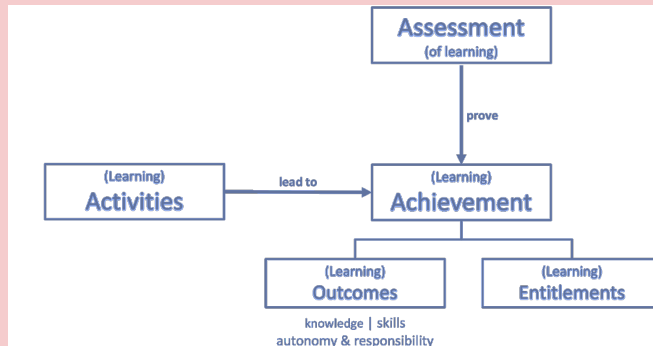 Assessment
(of learning)
prove
(Learning)
Activities
lead to
(Learning)
Achievement
(Learning)
Outcomes
(Learning)
Entitlements
knowledge | skills
autonomy & responsibility